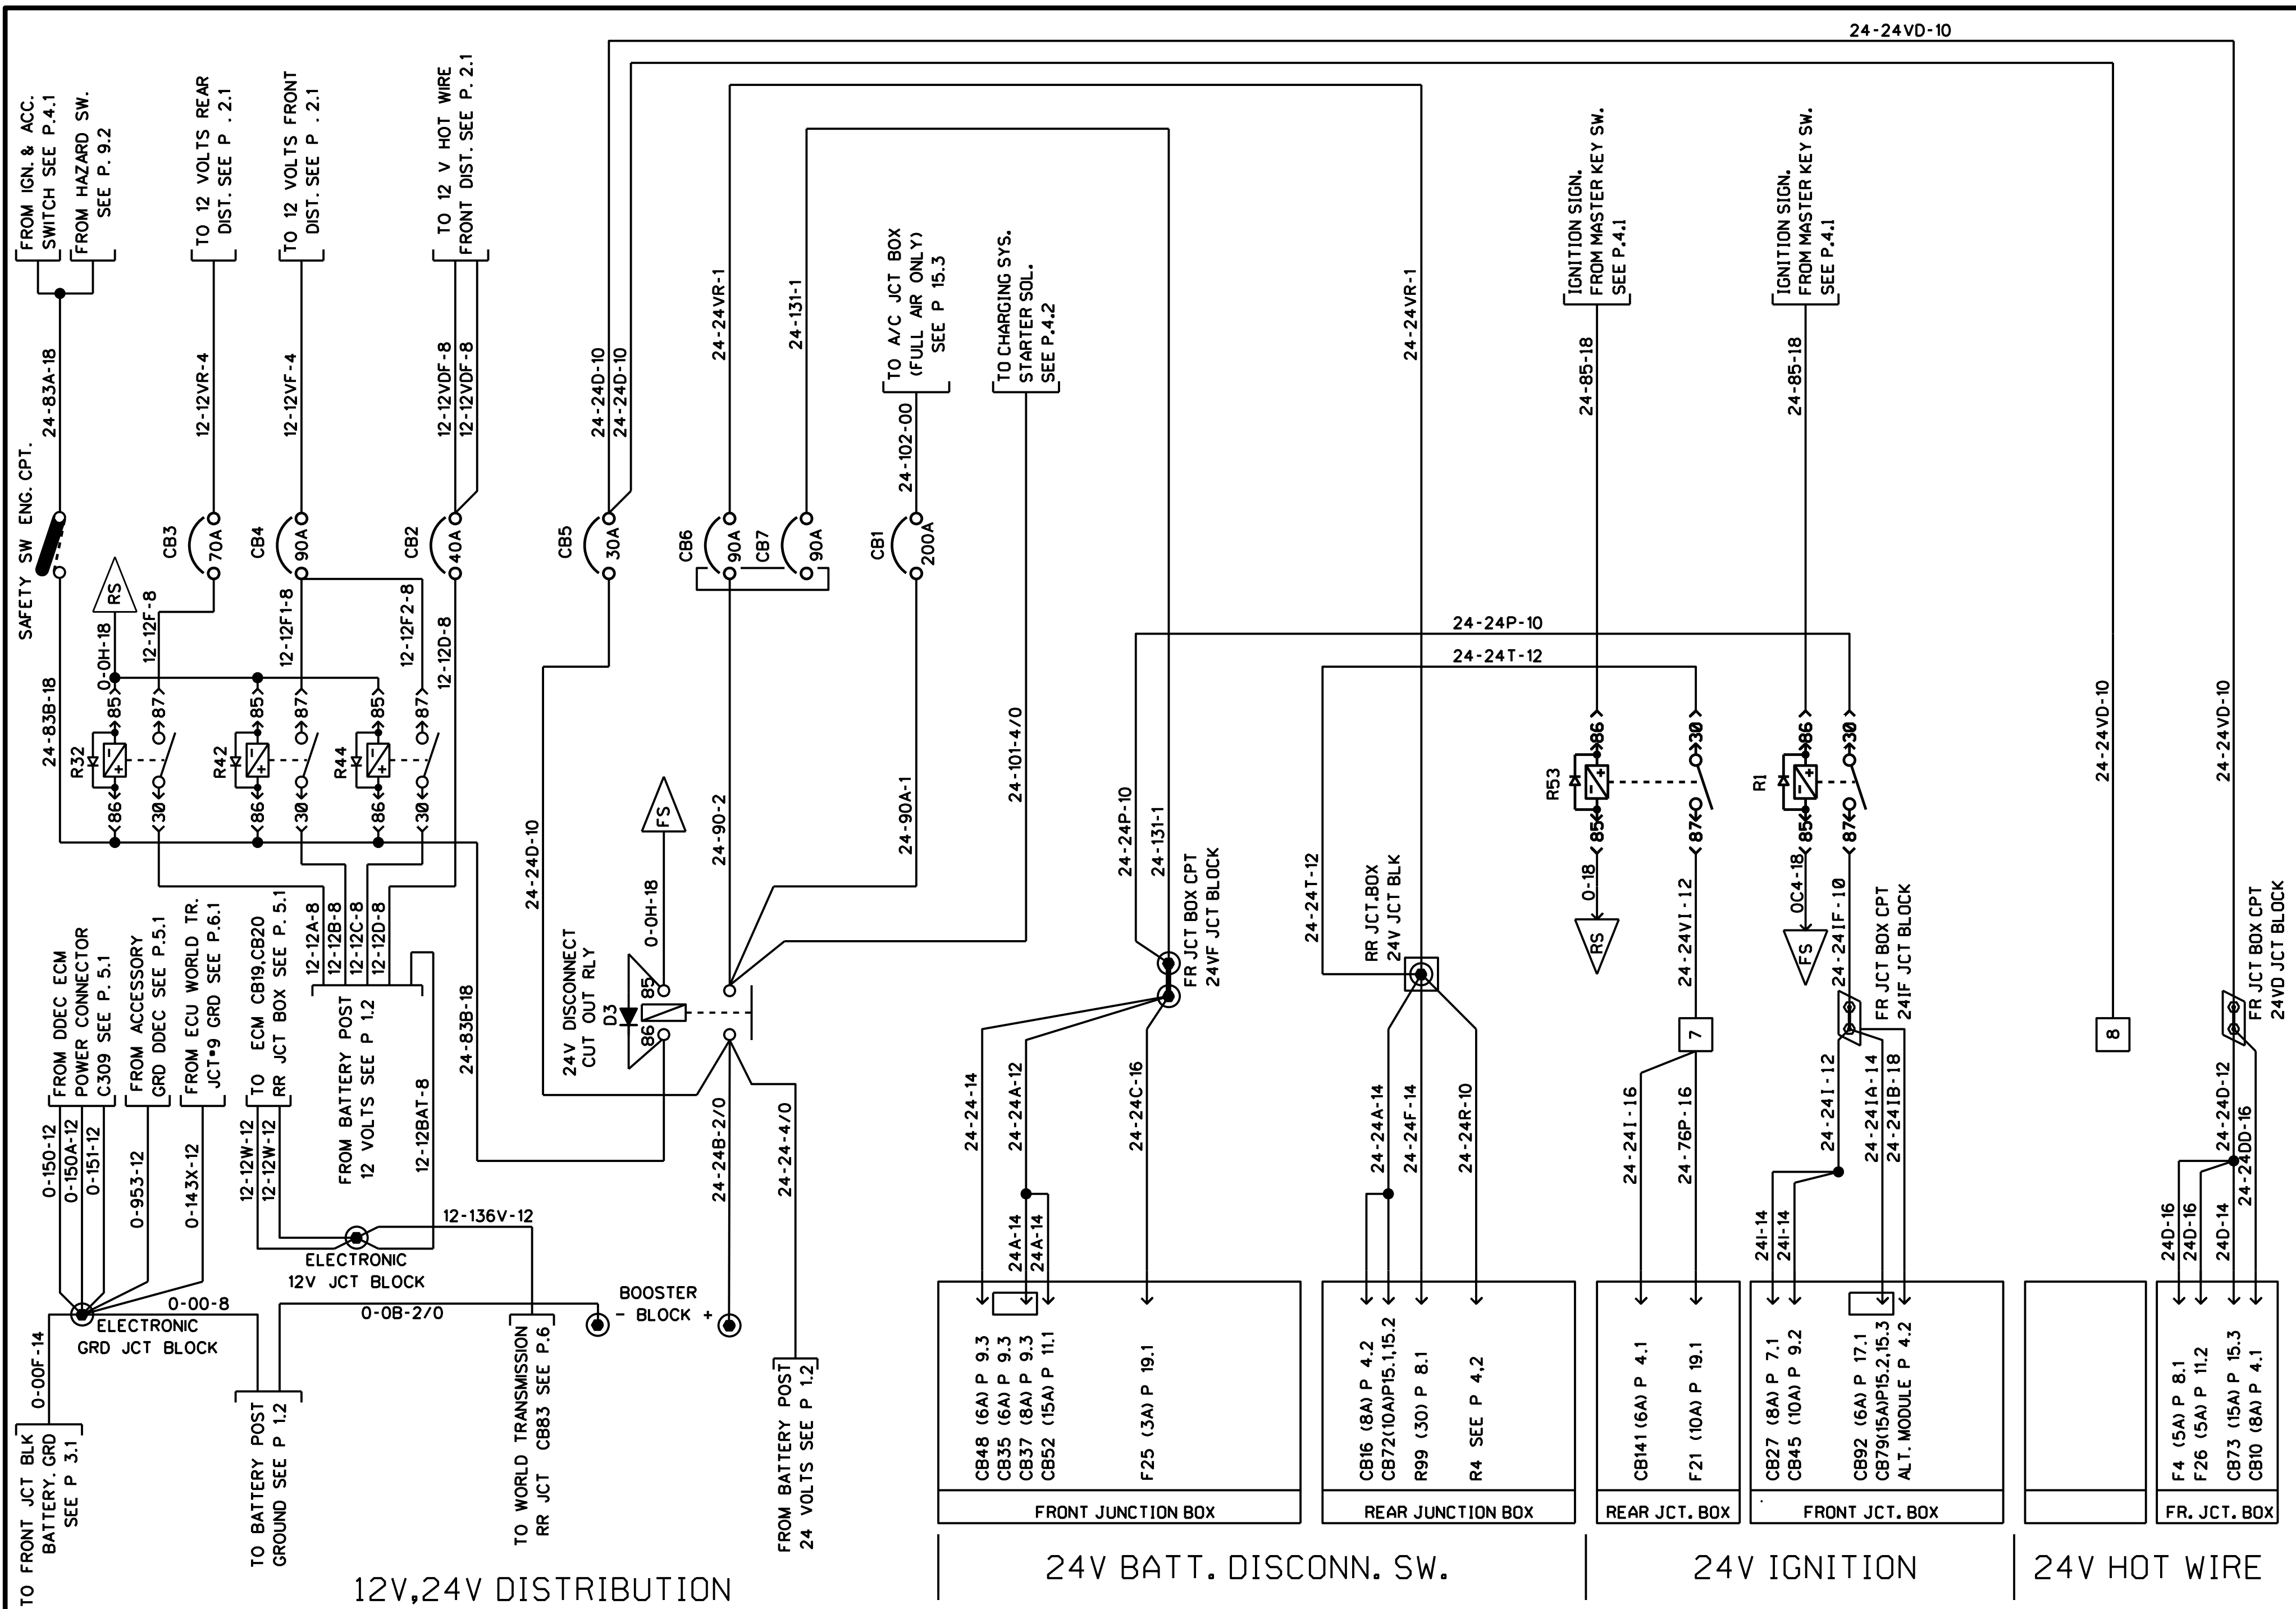 24-24VD-10
FROM IGN. & ACC.
SWITCH SEE P.4.1
FROM HAZARD SW.
SEE P. 9.2
TO 12 VOLTS REAR
DIST. SEE P . 2.1
TO 12 VOLTS FRONT
DIST. SEE P . 2.1
TO 12 V HOT WIRE
FRONT DIST. SEE P. 2.1
TO A/C JCT BOX
(FULL AIR ONLY)
SEE P 15.3
TO CHARGING SYS.
STARTER SOL.
SEE P.4.2
IGNITION SIGN.
FROM MASTER KEY SW.
SEE P.4.1
IGNITION SIGN.
FROM MASTER KEY SW.
SEE P.4.1
24-83A-18
12-12VR-4
12-12VF-4
12-12VDF-8
12-12VDF-8
24-24D-10
24-24D-10
24-24VR-1
24-131-1
24-102-00
24-24VR-1
24-85-18
24-85-18
SAFETY SW ENG. CPT.
CB3
70A
CB4
90A
CB2
40A
CB5
30A
CB6
90A
CB7
90A
CB1
200A
RS
0-0H-18
12-12F-8
12-12F1-8
12-12F2-8
12-12D-8
24-24P-10
24-24T-12
24-83B-18
R32
85
87
86
30
R42
85
87
86
30
R44
85
87
86
30
24-24D-10
FS
0-0H-18
24-90-2
24-90A-1
24-101-4/0
24-24P-10
24-131-1
24-24T-12
R53
86
30
85
87
R1
86
30
85
87
24-24VD-10
24-24VD-10
0-18
RS
24-24VI-12
OC4-18
FS
24-24IF-10
FROM DDEC ECM
POWER CONNECTOR
C309 SEE P. 5.1
FROM ACCESSORY
GRD DDEC SEE P.5.1
FROM ECU WORLD TR.
JCT#9 GRD SEE P.6.1
TO ECM CB19,CB20
RR JCT BOX SEE P. 5.1
12-12A-8
12-12B-8
12-12C-8
12-12D-8
FROM BATTERY POST
12 VOLTS SEE P 1.2
12-12BAT-8
24-83B-18
24V DISCONNECT
CUT OUT RLY
D3
85
86
FR JCT BOX CPT
24VF JCT BLOCK
RR JCT.BOX
24V JCT BLK
FR JCT BOX CPT
24IF JCT BLOCK
FR JCT BOX CPT
24VD JCT BLOCK
7
8
0-150-12
0-150A-12
0-151-12
0-953-12
0-143X-12
12-12W-12
12-12W-12
24-24B-2/0
24-24-4/0
24-24-14
24-24A-12
24A-14
24A-14
24-24C-16
24-24A-14
24-24F-14
24-24R-10
24-24I-16
24-76P-16
24-24I-12
24-24IA-14
24-24IB-18
24I-14
24I-14
24-24D-12
24-24DD-16
24D-16
24D-16
24D-14
12-136V-12
ELECTRONIC
12V JCT BLOCK
0-00-8
ELECTRONIC
GRD JCT BLOCK
0-0B-2/0
BOOSTER
- BLOCK +
0-00F-14
TO FRONT JCT BLK
BATTERY. GRD
SEE P 3.1
TO BATTERY POST
GROUND SEE P 1.2
TO WORLD TRANSMISSION
RR JCT CB83 SEE P.6
FROM BATTERY POST
24 VOLTS SEE P 1.2
CB48 (6A) P 9.3
CB35 (6A) P 9.3
CB37 (8A) P 9.3
CB52 (15A) P 11.1
F25 (3A) P 19.1
FRONT JUNCTION BOX
CB16 (8A) P 4.2
CB72(10A)P15.1,15.2
R99 (30) P 8.1
R4 SEE P 4,2
REAR JUNCTION BOX
CB141 (6A) P 4.1
F21 (10A) P 19.1
REAR JCT. BOX
CB27 (8A) P 7.1
CB45 (10A) P 9.2
CB92 (6A) P 17.1
CB79(15A)P15.2,15.3
ALT. MODULE P 4.2
FRONT JCT. BOX
F4 (5A) P 8.1
F26 (5A) P 11.2
CB73 (15A) P 15.3
CB10 (8A) P 4.1
FR. JCT. BOX
12V,24V DISTRIBUTION
24V BATT. DISCONN. SW.
24V IGNITION
24V HOT WIRE